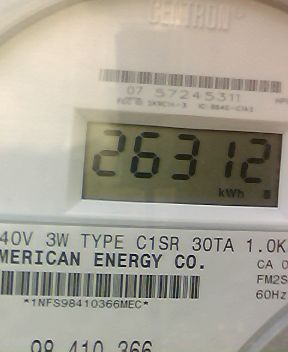 CENTRON
07 57245311
26312
kWh
40V 3W TYPE C1SR 30TA 1.0K
MERICAN ENERGY CO.
CA 0
FM2S
*1NFS98410366MEC*
60Hz
98 410 366